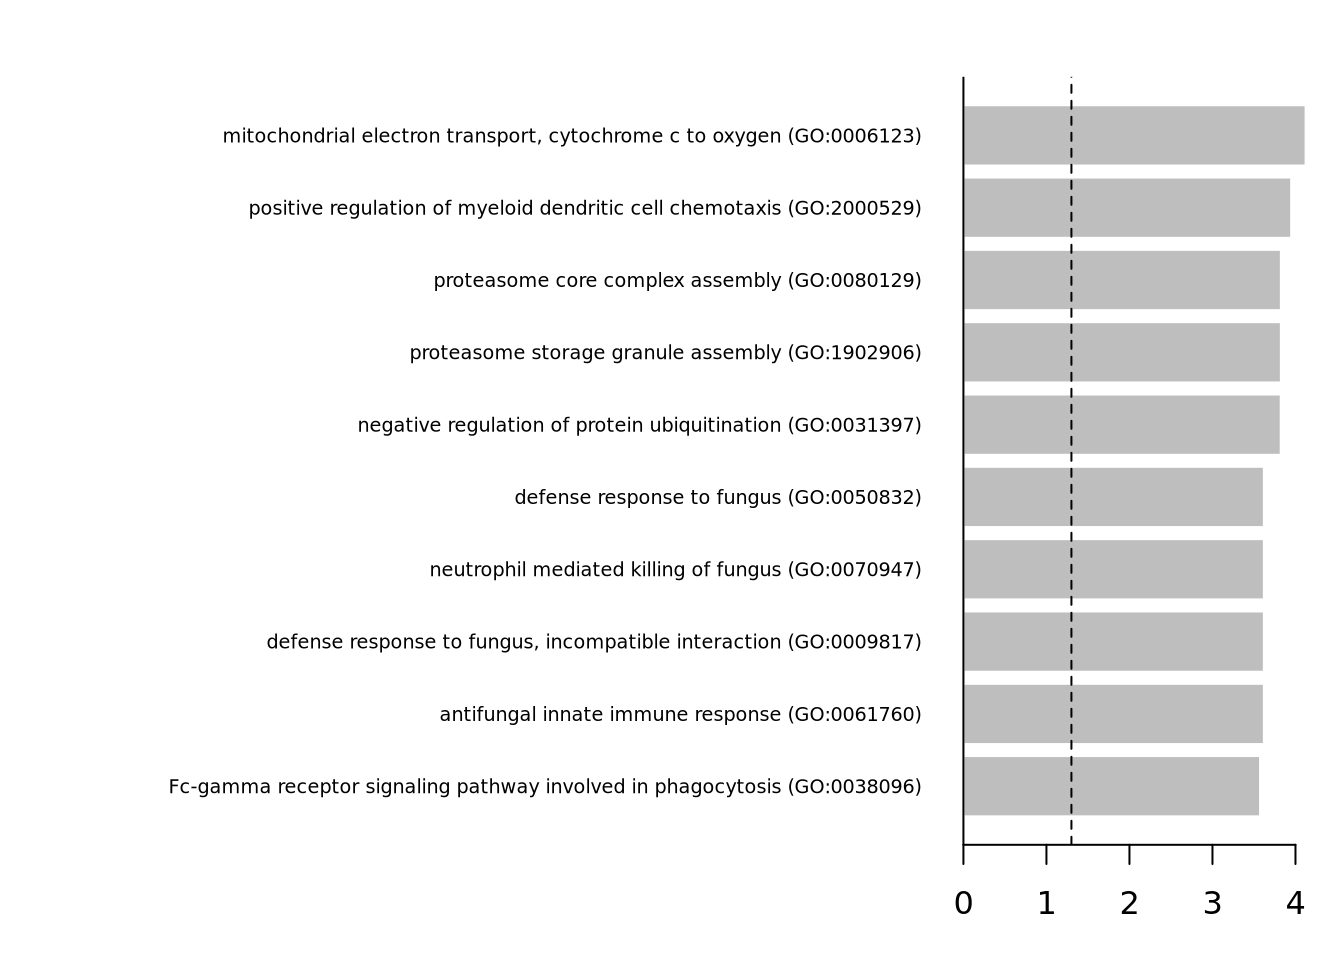 mitochondrial electron transport, cytochrome c to oxygen (GO:0006123)
positive regulation of myeloid dendritic cell chemotaxis (GO:2000529)
proteasome core complex assembly (GO:0080129)
proteasome storage granule assembly (GO:1902906)
negative regulation of protein ubiquitination (GO:0031397)
defense response to fungus (GO:0050832)
neutrophil mediated killing of fungus (GO:0070947)
defense response to fungus, incompatible interaction (GO:0009817)
antifungal innate immune response (GO:0061760)
Fc-gamma receptor signaling pathway involved in phagocytosis (GO:0038096)
0 1 2 3 4